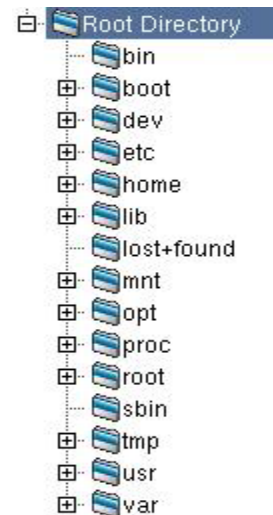 Root Directory
bin
boot
dev
etc
home
lib
lost+found
mnt
opt
proc
root
sbin
tmp
usr
var